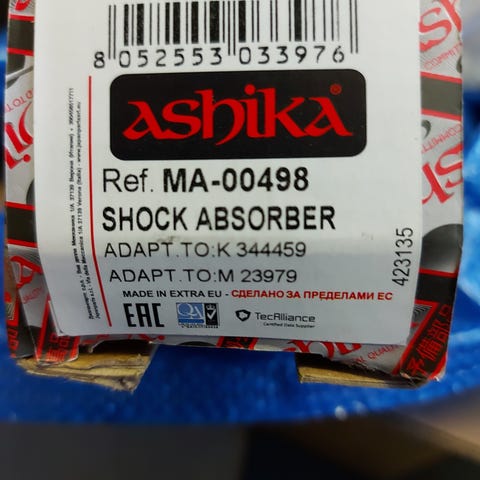 8 052553 033976
ashika®
Ref. MA-00498
SHOCK ABSORBER
ADAPT.TO:K 344459
ADAPT.TO:M 23979
MADE IN EXTRA EU - СДЕЛАНО ЗА ПРЕДЕЛАМИ ЕС
EAC
TecAlliance
Certified Data Supplier
423135